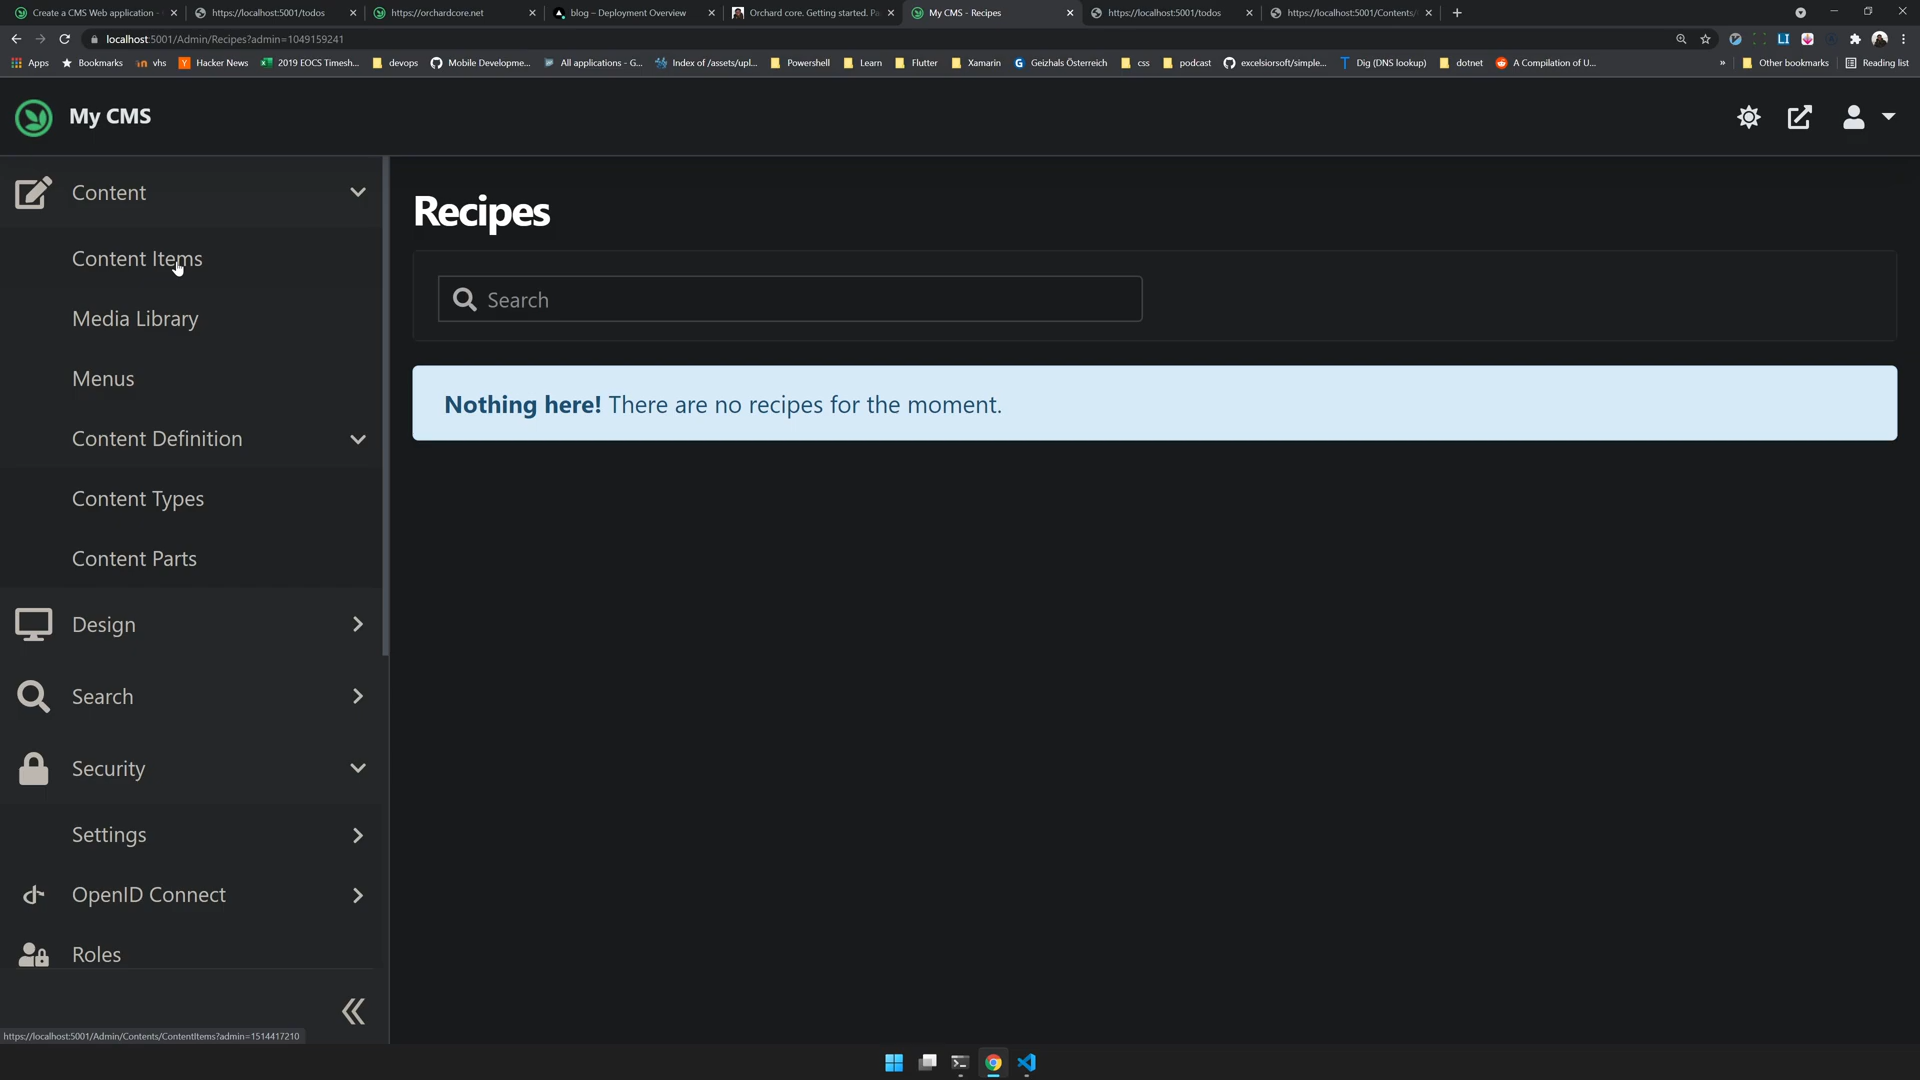 Create a CMS Web application -
https://localhost:5001/todos
https://orchardcore.net
blog – Deployment Overview
Orchard core. Getting started. Pa
My CMS - Recipes
https://localhost:5001/todos
https://localhost:5001/Contents/
localhost:5001/Admin/Recipes?admin=1049159241
Apps
Bookmarks
vhs
Hacker News
2019 EOCS Timesh...
devops
Mobile Developme...
All applications - G...
Index of /assets/upl...
Powershell
Learn
Flutter
Xamarin
Geizhals Österreich
css
podcast
excelsiorsoft/simple...
Dig (DNS lookup)
dotnet
A Compilation of U...
»
Other bookmarks
Reading list
My CMS
Content
Content Items
Media Library
Menus
Content Definition
Content Types
Content Parts
Design
Search
Security
Settings
OpenID Connect
Roles
Recipes
Search
Nothing here! There are no recipes for the moment.
https://localhost:5001/Admin/Contents/ContentItems?admin=1514417210